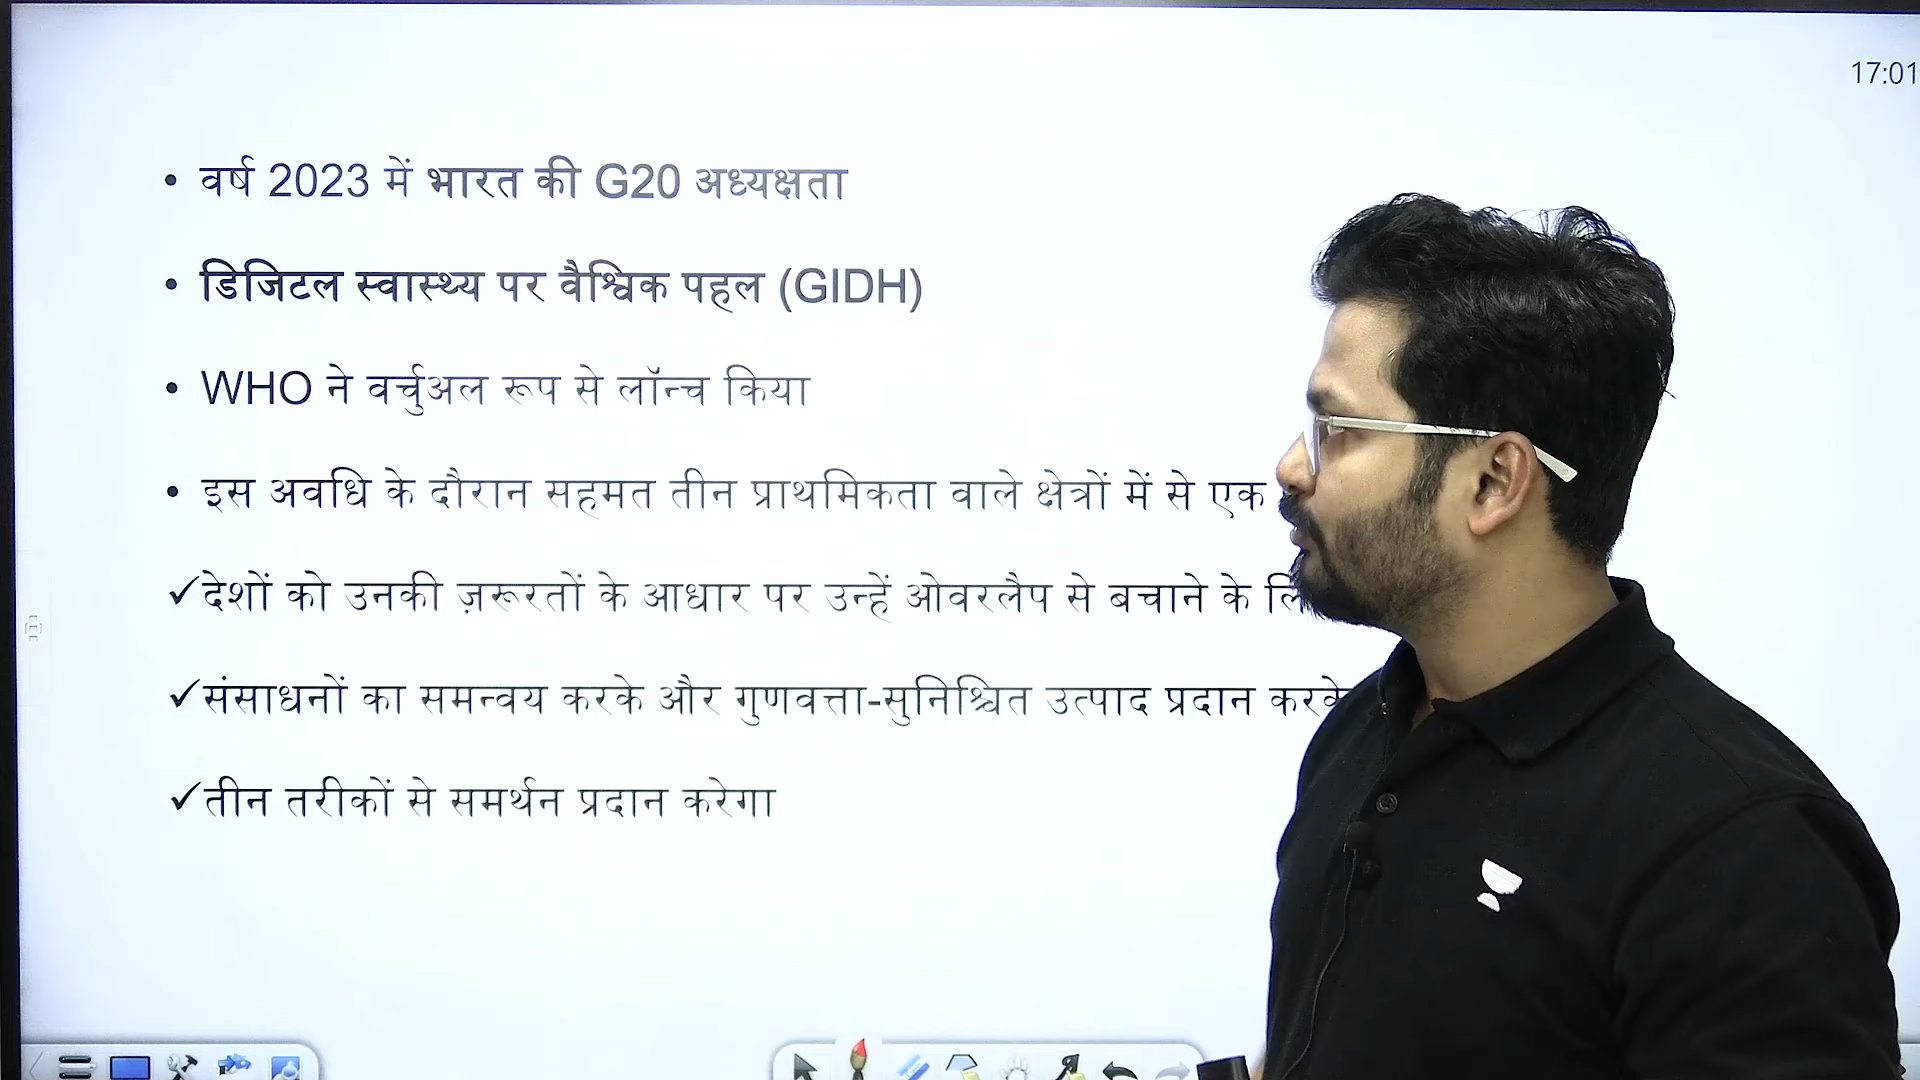 17:01
• वर्ष 2023 में भारत की G20 अध्यक्षता
• डिजिटल स्वास्थ्य पर वैश्विक पहल (GIDH)
• WHO ने वर्चुअल रूप से लॉन्च किया
• इस अवधि के दौरान सहमत तीन प्राथमिकता वाले क्षेत्रों में से एक
✓देशों को उनकी ज़रूरतों के आधार पर उन्हें ओवरलैप से बचाने के
✓संसाधनों का समन्वय करके और गुणवत्ता-सुनिश्चित उत्पाद प्रदान करके
✓तीन तरीकों से समर्थन प्रदान करेगा